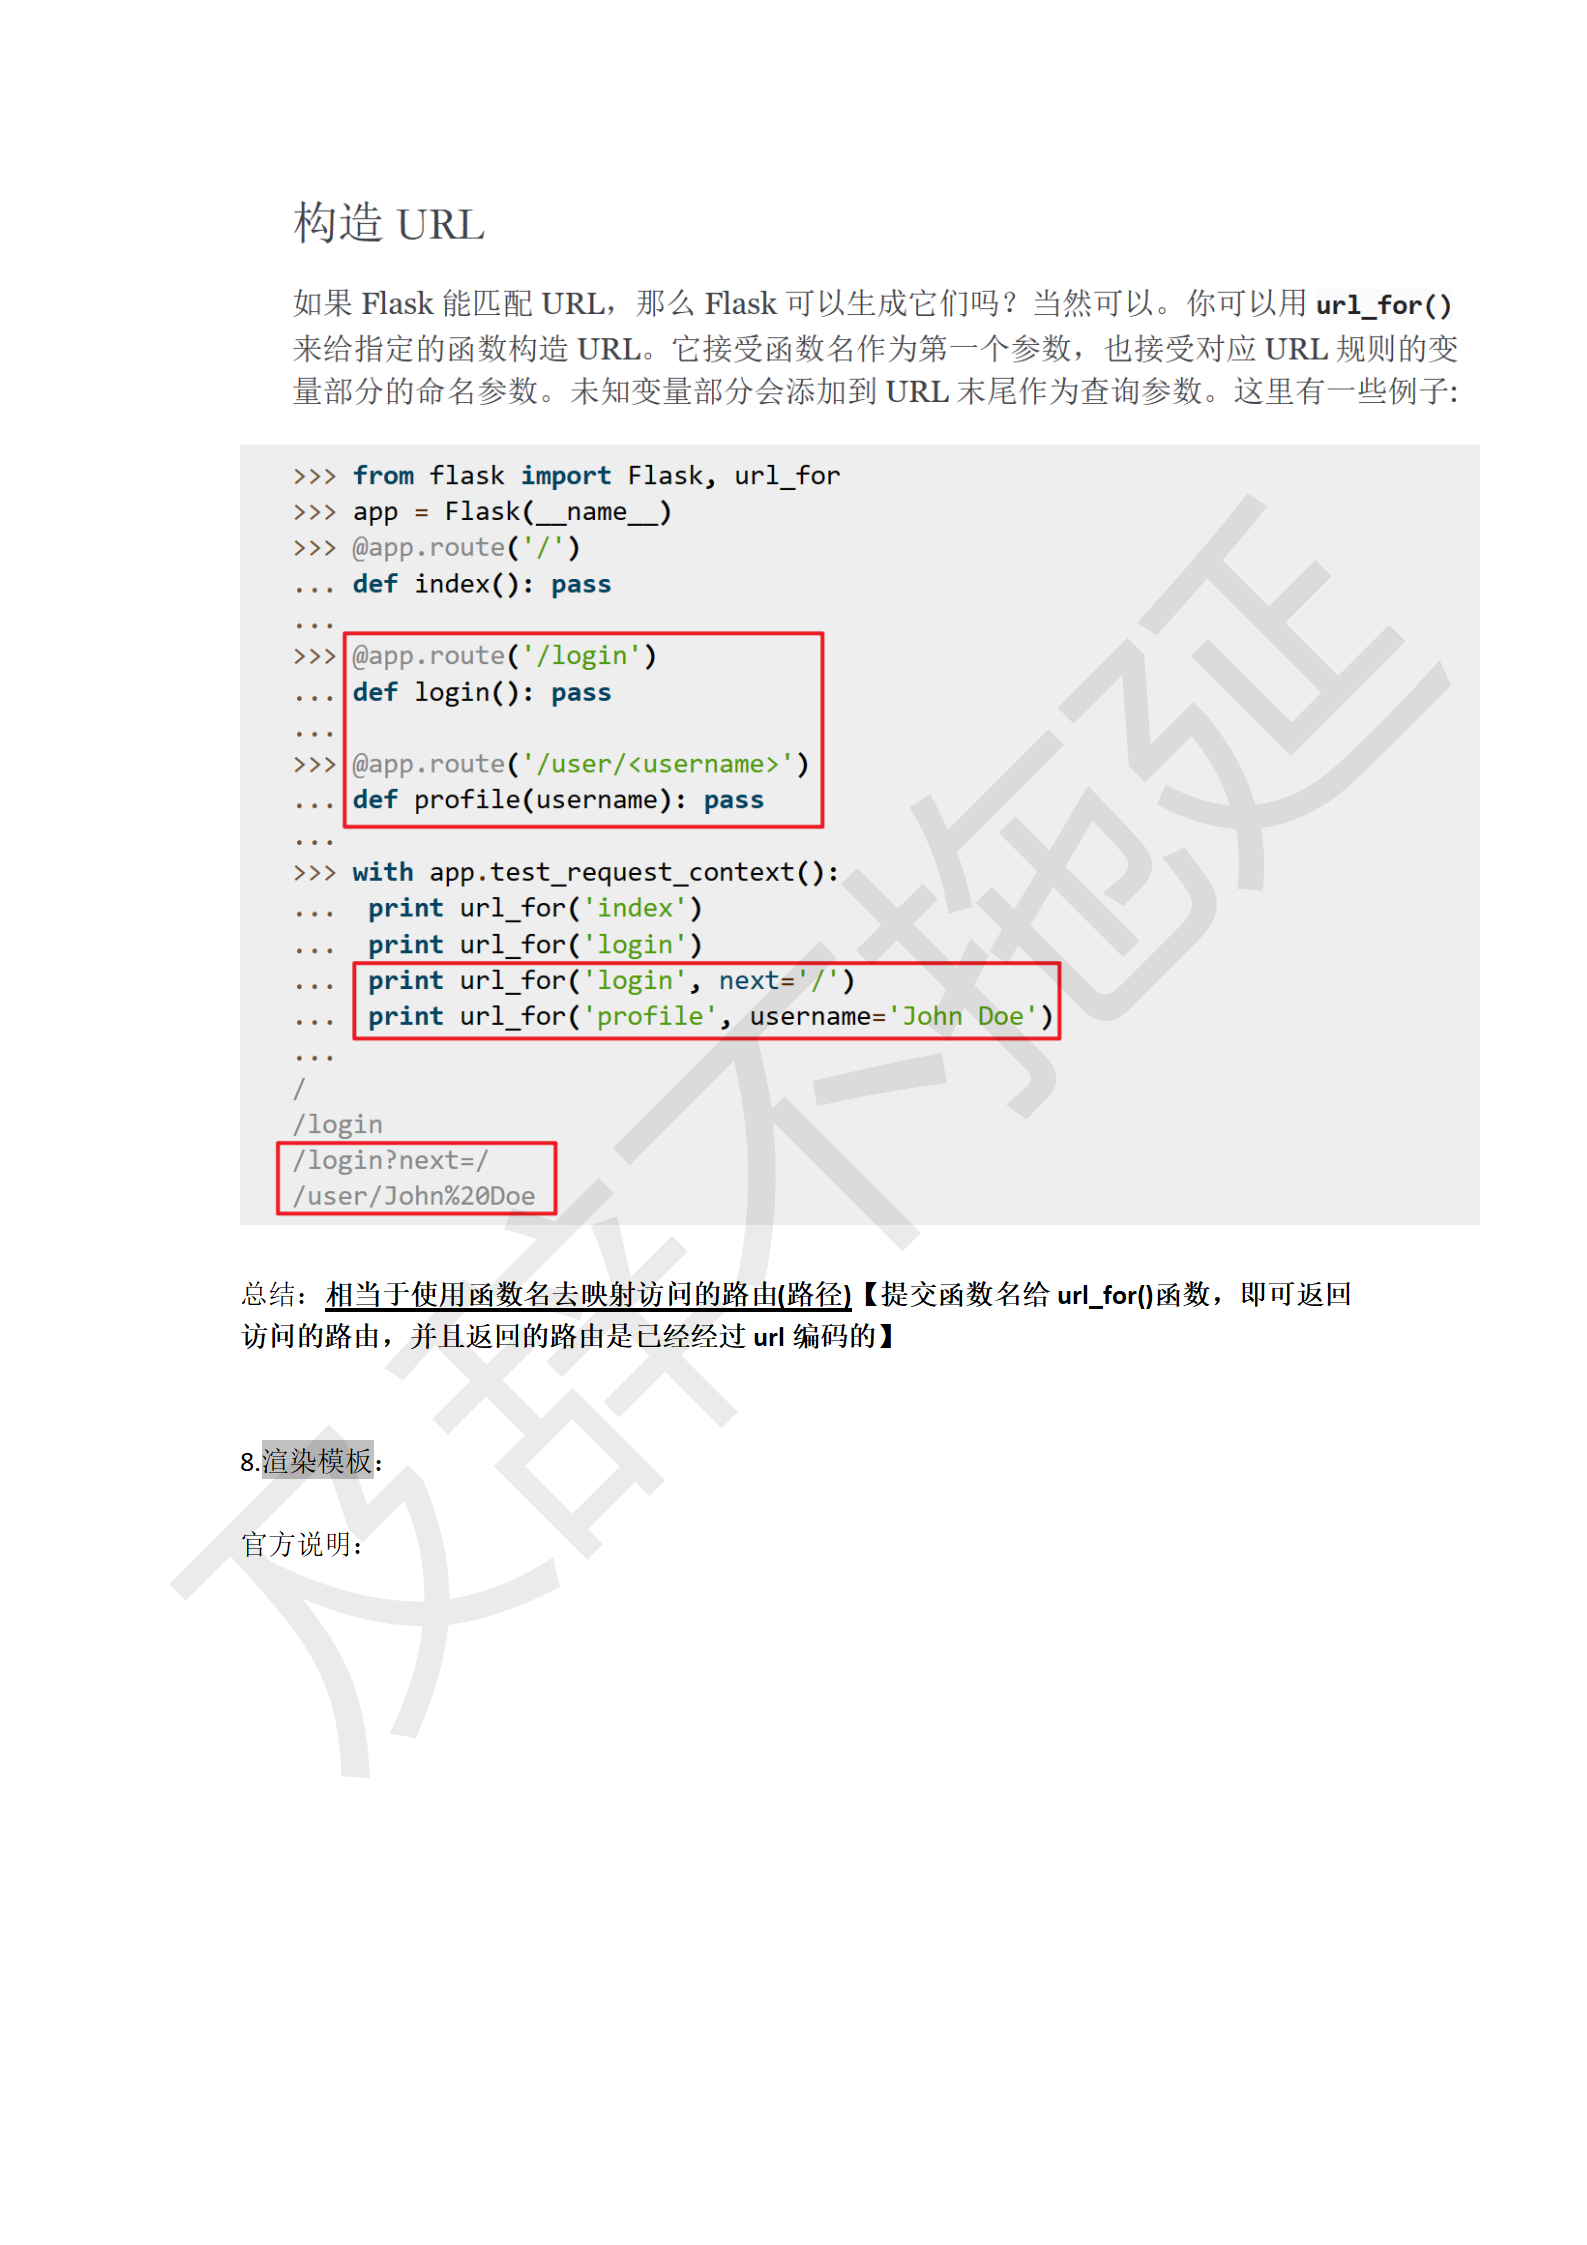 构造 URL
如果 Flask 能匹配 URL，那么 Flask 可以生成它们吗？当然可以。你可以用 url_for()
来给指定的函数构造 URL。它接受函数名作为第一个参数，也接受对应 URL 规则的变
量部分的命名参数。未知变量部分会添加到 URL 末尾作为查询参数。这里有一些例子:
>>> from flask import Flask, url_for
>>> app = Flask(__name__)
>>> @app.route('/')
... def index(): pass
...
>>> @app.route('/login')
... def login(): pass
...
>>> @app.route('/user/<username>')
... def profile(username): pass
...
>>> with app.test_request_context():
...  print url_for('index')
...  print url_for('login')
...  print url_for('login', next='/')
...  print url_for('profile', username='John Doe')
...
/
/login
/login?next=/
/user/John%20Doe
总结：相当于使用函数名去映射访问的路由(路径)【提交函数名给 url_for()函数，即可返回
访问的路由，并且返回的路由是已经经过 url 编码的】
8.渲染模板：
官方说明：
及辞不拖延